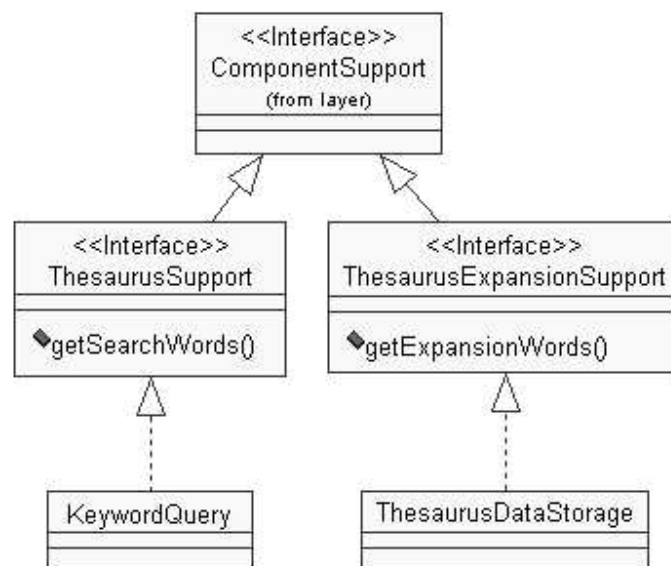 <<Interface>>
ComponentSupport
(from layer)
<<Interface>>
ThesaurusSupport
getSearchWords()
<<Interface>>
ThesaurusExpansionSupport
getExpansionWords()
KeywordQuery
ThesaurusDataStorage